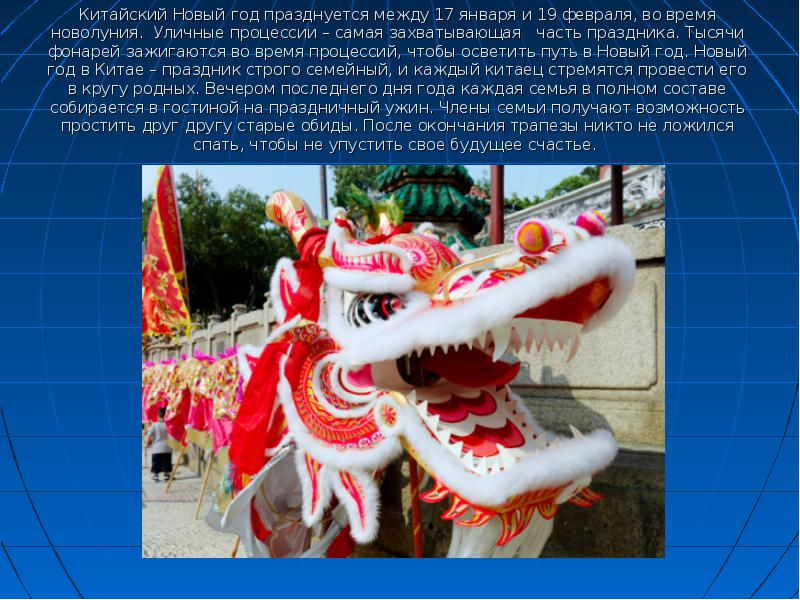 Китайский Новый год празднуется между 17 января и 19 февраля, во время
новолуния.  Уличные процессии – самая захватывающая   часть праздника. Тысячи
фонарей зажигаются во время процессий, чтобы осветить путь в Новый год. Новый
год в Китае – праздник строго семейный, и каждый китаец стремятся провести его
в кругу родных. Вечером последнего дня года каждая семья в полном составе
собирается в гостиной на праздничный ужин. Члены семьи получают возможность
простить друг другу старые обиды. После окончания трапезы никто не ложился
спать, чтобы не упустить свое будущее счастье.